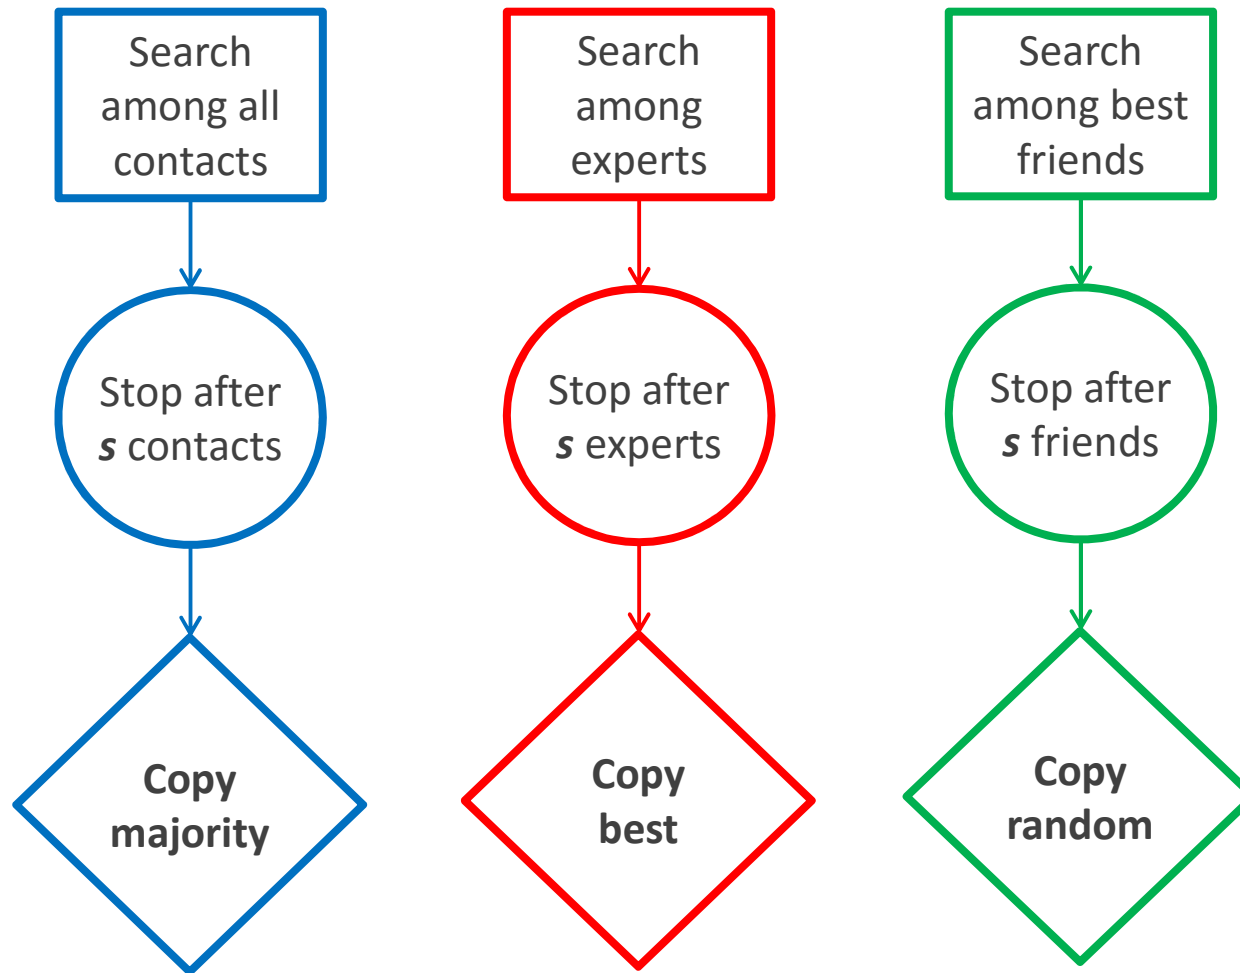 Search
among all
contacts
Stop after
s contacts
Copy
majority
Search
among
experts
Stop after
s experts
Copy
best
Search
among best
friends
Stop after
s friends
Copy
random